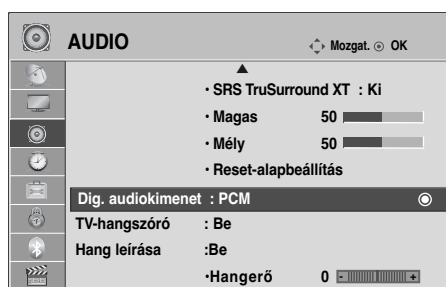 AUDIO Mozgat. OK
• SRS TruSurround XT : Ki
• Magas 50
• Mély 50
• Reset-alapbeállítás
Dig. audiokimenet : PCM
TV-hangszóró : Be
Hang leírása :Be
•Hangerő 0 - +